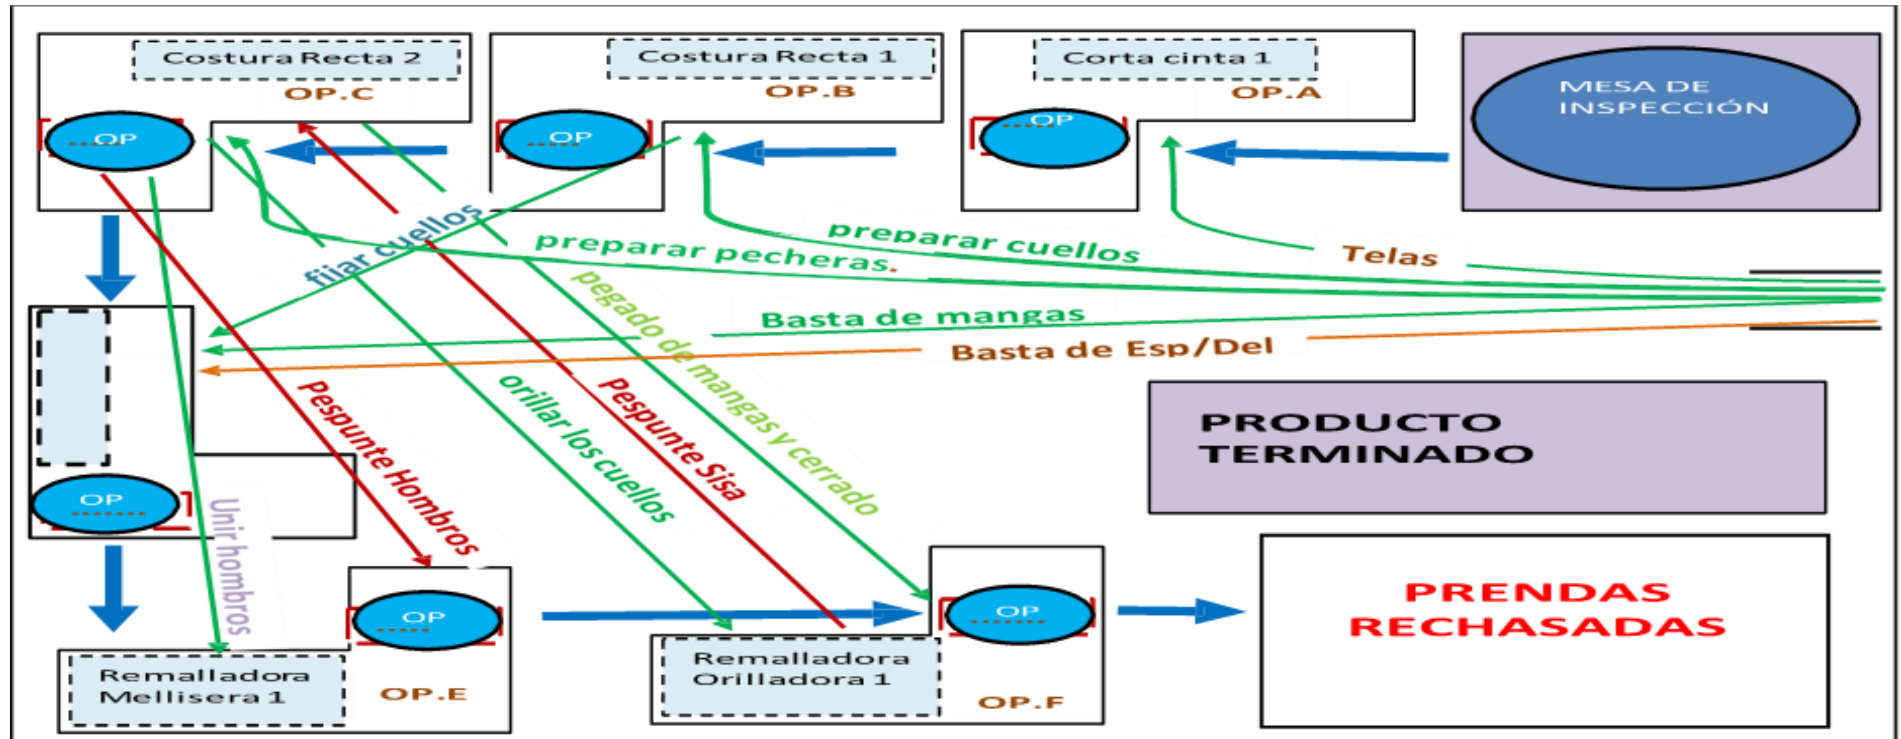 Costura Recta 2
OP.C
OP
Costura Recta 1
OP.B
OP
Corta cinta 1
OP.A
OP
MESA DE
INSPECCIÓN
fijar cuellos
preparar pecheras.
preparar cuellos
Telas
Basta de mangas
Basta de Esp/Del
pegado de mangas y cerrado
Pespunte Hombros
orillar los cuellos
Pespunte Sisa
Unir hombros
OP
PRODUCTO
TERMINADO
OP
Remalladora
Mellisera 1
OP.E
Remalladora
Orilladora 1
OP
OP.F
PRENDAS
RECHASADAS